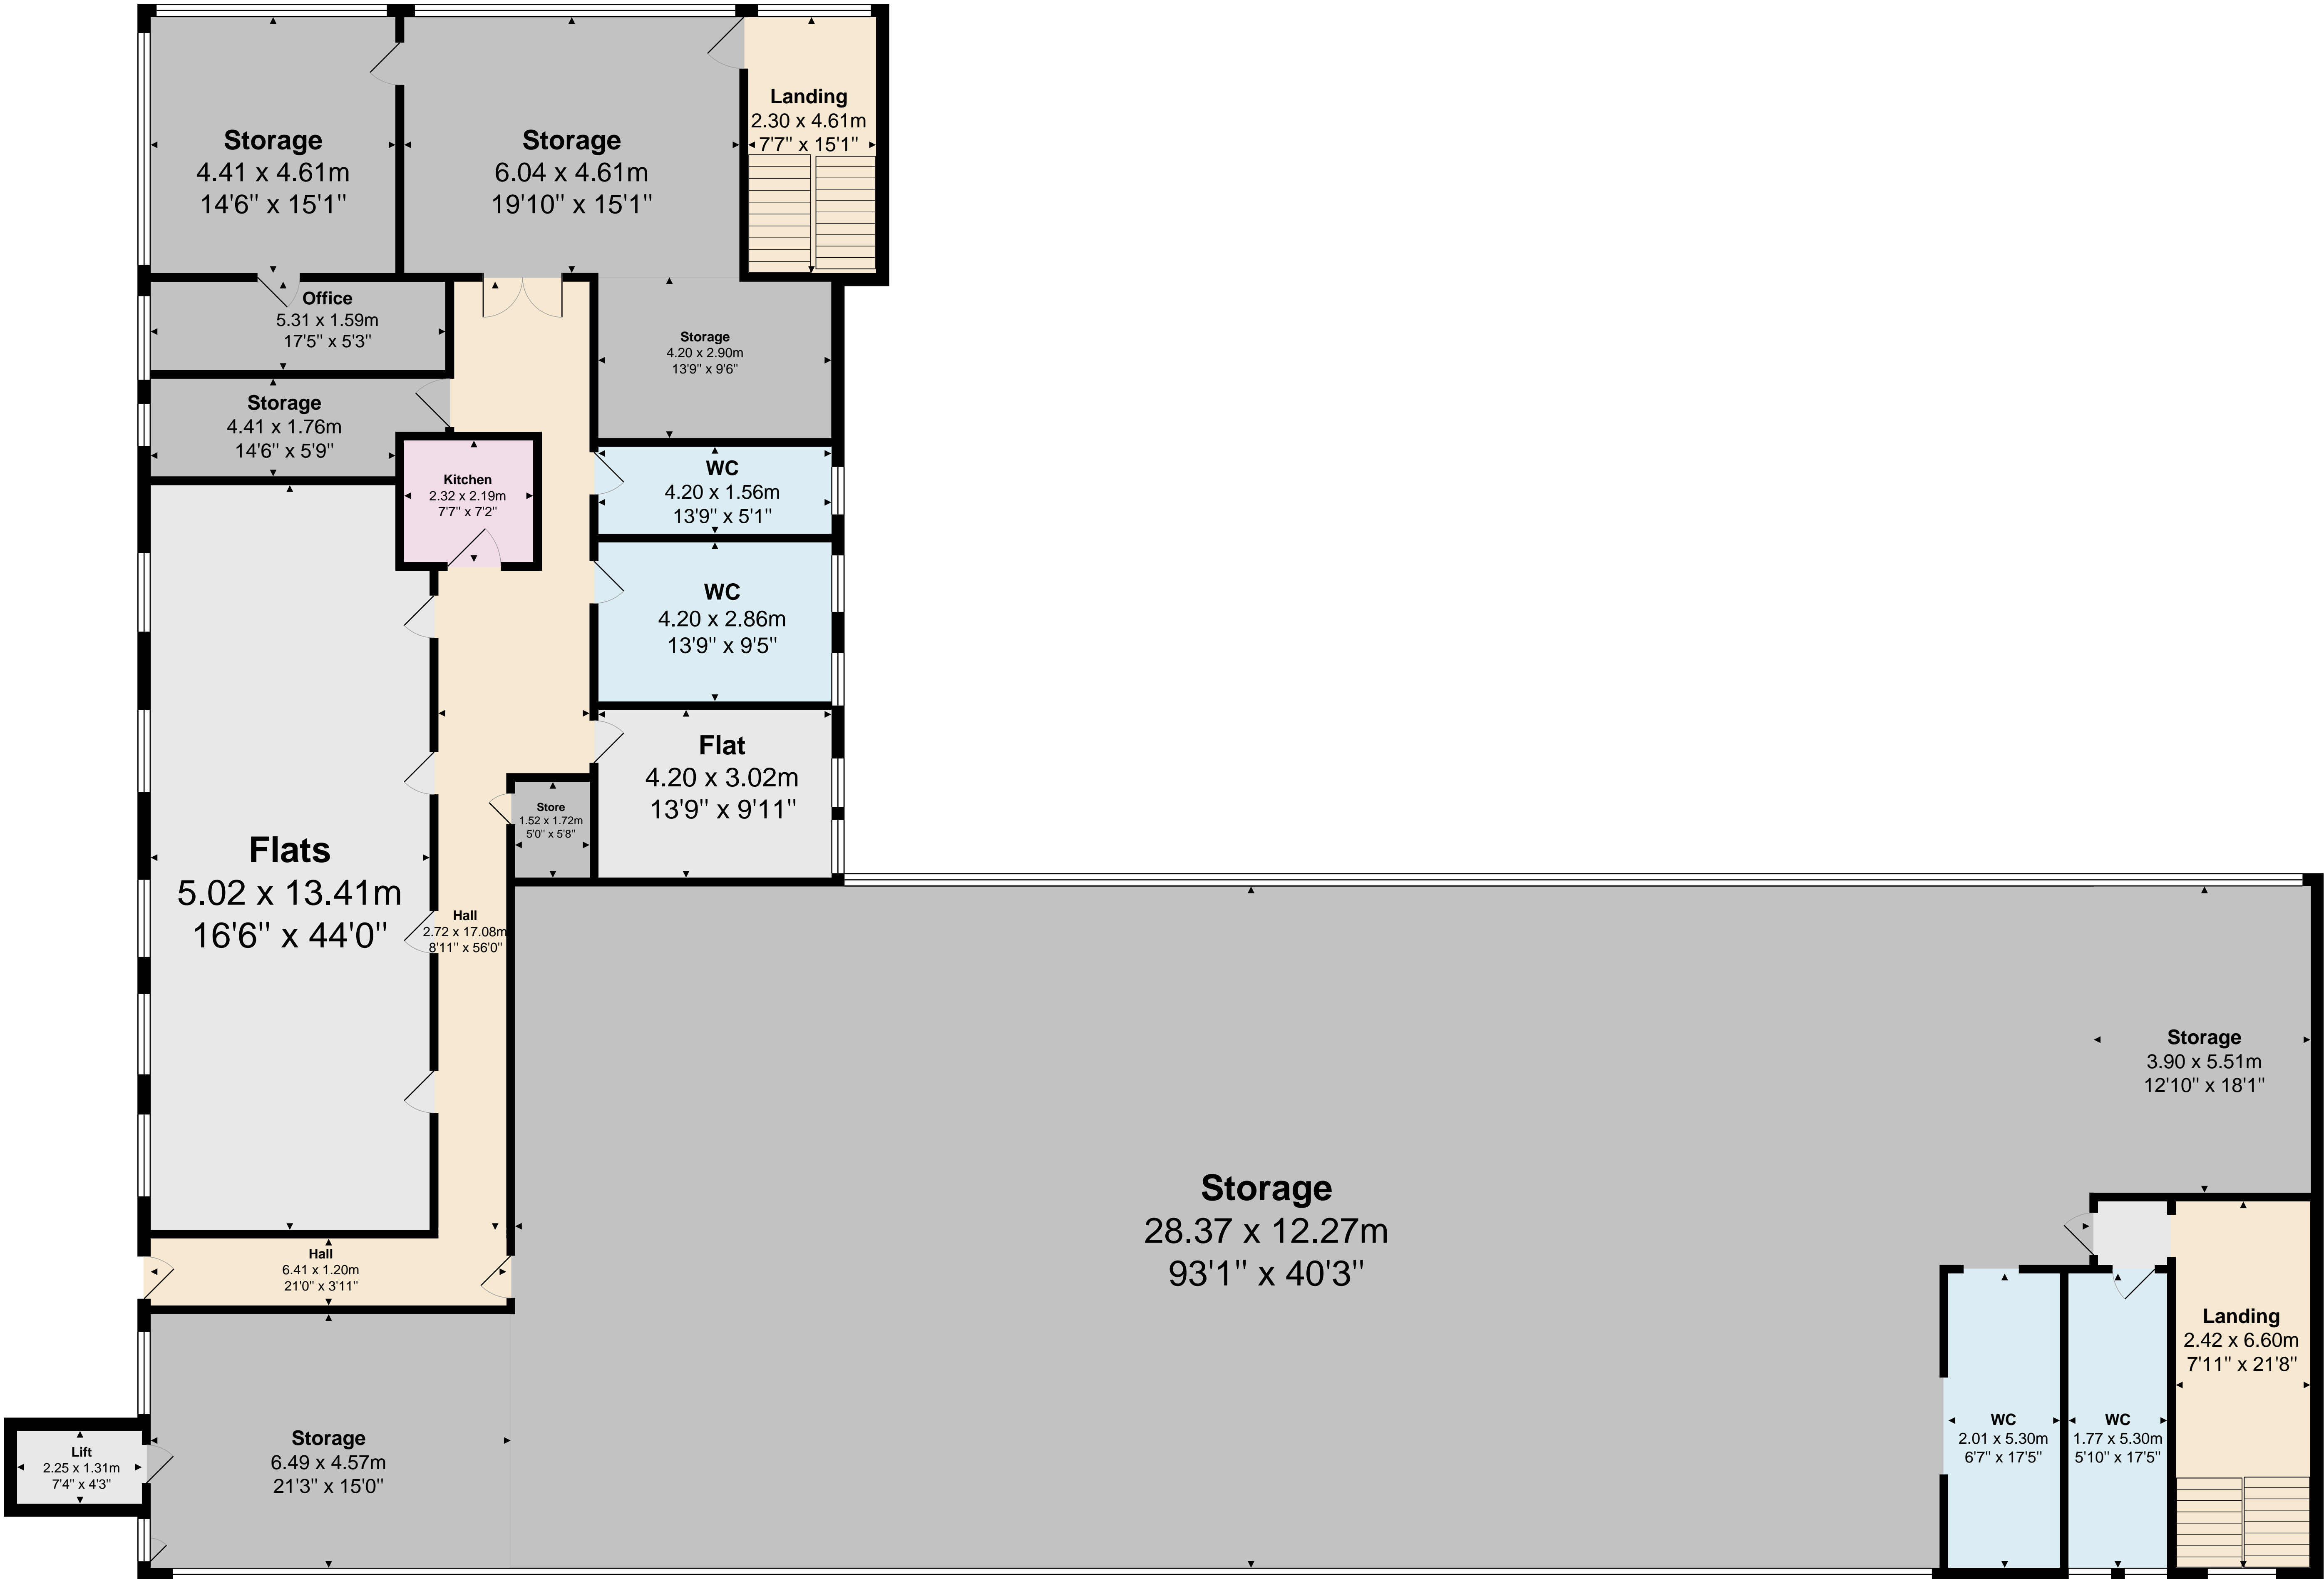 Storage
4.41 x 4.61m
14'6" x 15'1"
Storage
6.04 x 4.61m
19'10" x 15'1"
Landing
2.30 x 4.61m
7'7" x 15'1"
Office
5.31 x 1.59m
17'5" x 5'3"
Storage
4.20 x 2.90m
13'9" x 9'6"
Storage
4.41 x 1.76m
14'6" x 5'9"
Kitchen
2.32 x 2.19m
7'7" x 7'2"
WC
4.20 x 1.56m
13'9" x 5'1"
WC
4.20 x 2.86m
13'9" x 9'5"
Flat
4.20 x 3.02m
13'9" x 9'11"
Store
1.52 x 1.72m
5'0" x 5'8"
Flats
5.02 x 13.41m
16'6" x 44'0"
Hall
2.72 x 17.08m
8'11" x 56'0"
Storage
3.90 x 5.51m
12'10" x 18'1"
Storage
28.37 x 12.27m
93'1" x 40'3"
Hall
6.41 x 1.20m
21'0" x 3'11"
Landing
2.42 x 6.60m
7'11" x 21'8"
WC
2.01 x 5.30m
6'7" x 17'5"
WC
1.77 x 5.30m
5'10" x 17'5"
Storage
6.49 x 4.57m
21'3" x 15'0"
Lift
2.25 x 1.31m
7'4" x 4'3"